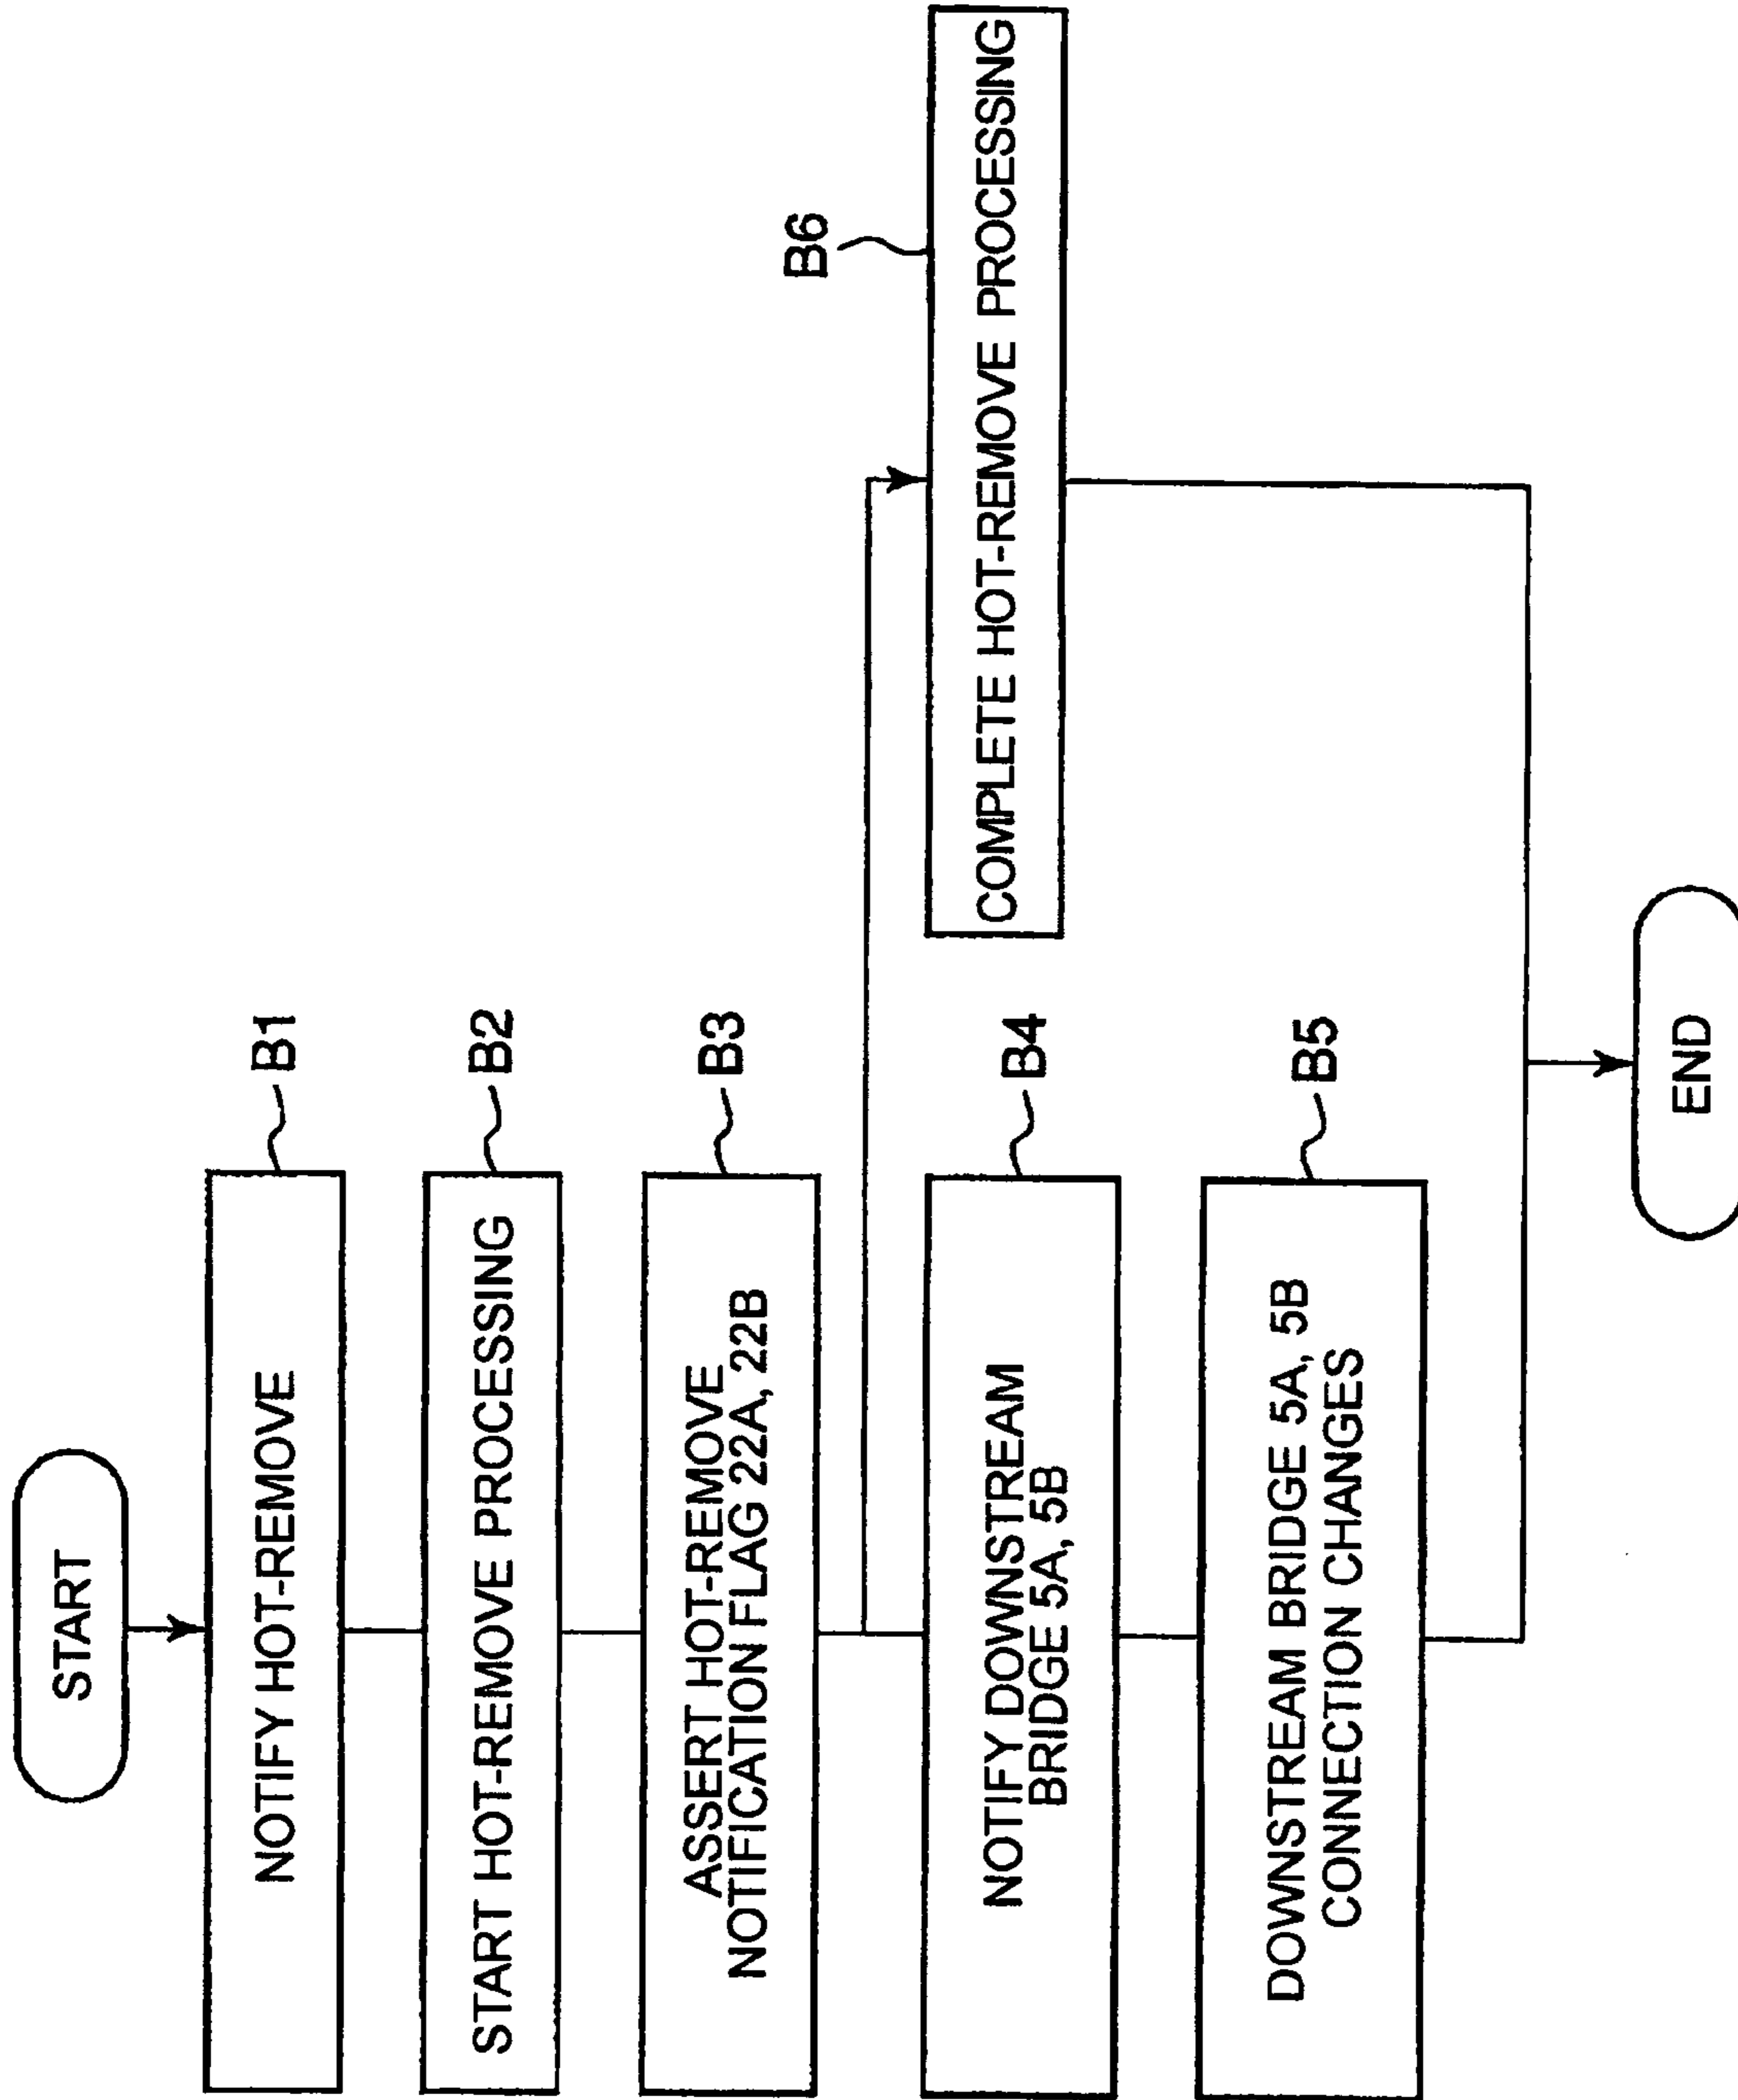 START
NOTIFY HOT-REMOVE
B1
START HOT-REMOVE PROCESSING
B2
ASSERT HOT-REMOVE
NOTIFICATION FLAG 22A, 22B
B3
NOTIFY DOWNSTREAM
BRIDGE 5A, 5B
B4
DOWNSTREAM BRIDGE 5A, 5B
CONNECTION CHANGES
B5
COMPLETE HOT-REMOVE PROCESSING
B6
END